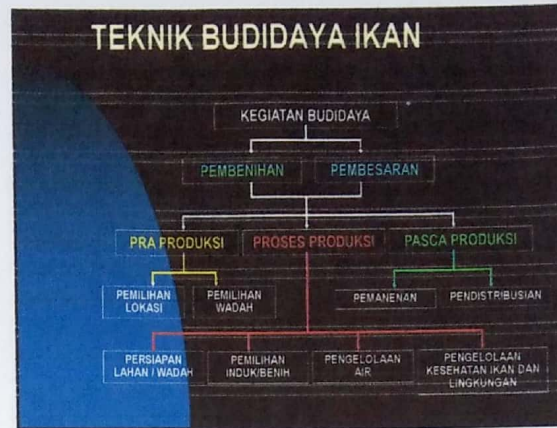 TEKNIK BUDIDAYA IKAN
KEGIATAN BUDIDAYA
PEMBENIHAN
PEMBESARAN
PRA PRODUKSI
PROSES PRODUKSI
PASCA PRODUKSI
PEMILIHAN
LOKASI
PEMILIHAN
WADAH
PEMANENAN
PENDISTRIBUSIAN
PERSIAPAN
LAHAN / WADAH
PEMILIHAN
INDUK/BENIH
PENGELOLAAN
AIR
PENGELOLAAN
KESEHATAN IKAN DAN
LINGKUNGAN